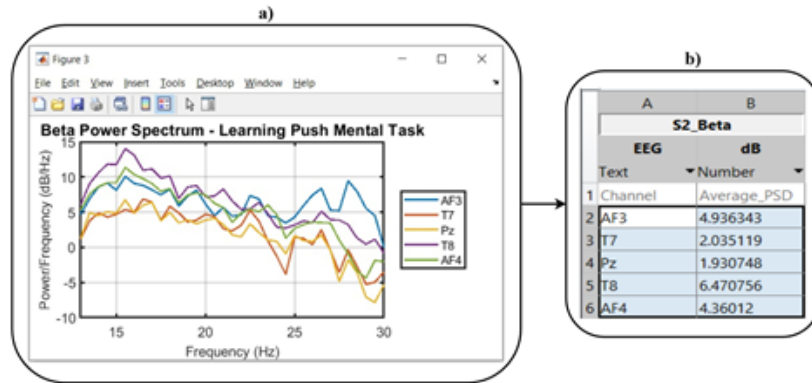 a)
Figure 3
File Edit View Insert Tools Desktop Window Help
Beta Power Spectrum - Learning Push Mental Task
Power/Frequency (dB/Hz)
15
10
5
0
-5
-10
15 20 25 30
Frequency (Hz)
AF3
T7
Pz
T8
AF4
b)
A B
S2_Beta
EEG dB
Text Number
1 Channel Average_PSD
2 AF3 4.936343
3 T7 2.035119
4 Pz 1.930748
5 T8 6.470756
6 AF4 4.36012